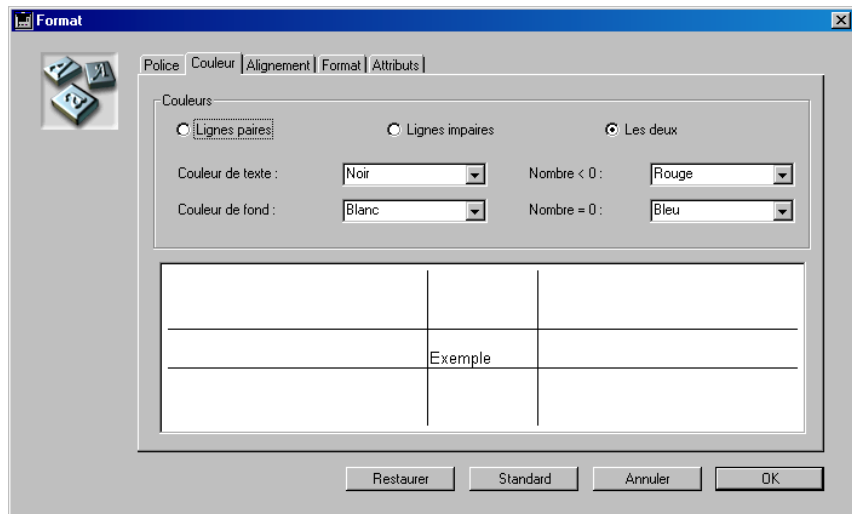 Format
Police Couleur Alignement Format Attributs
Couleurs
Lignes paires Lignes impaires Les deux
Couleur de texte : Noir Nombre < 0 : Rouge
Couleur de fond : Blanc Nombre = 0 : Bleu
Exemple
Restaurer Standard Annuler OK